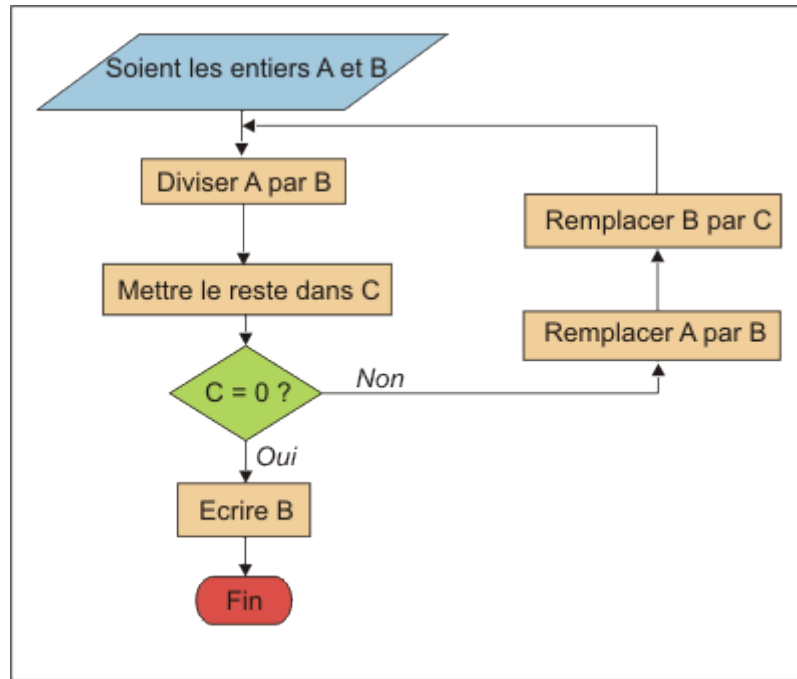 Soient les entiers A et B
Diviser A par B
Mettre le reste dans C
C = 0 ?
Non
Remplacer A par B
Remplacer B par C
Oui
Ecrire B
Fin